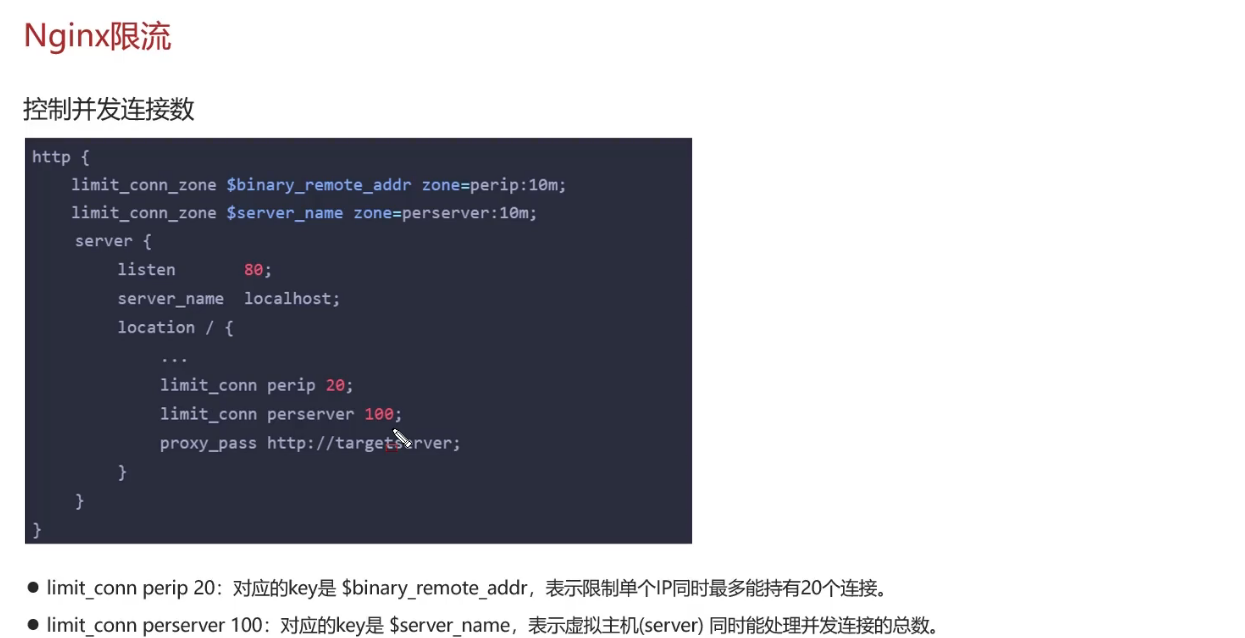 Nginx限流
控制并发连接数
http {
    limit_conn_zone $binary_remote_addr zone=perip:10m;
    limit_conn_zone $server_name zone=perserver:10m;
    server {
        listen       80;
        server_name  localhost;
        location / {
            ...
            limit_conn perip 20;
            limit_conn perserver 100;
            proxy_pass http://targetserver;
        }
    }
}
● limit_conn perip 20：对应的key是 $binary_remote_addr，表示限制单个IP同时最多能持有20个连接。
● limit_conn perserver 100：对应的key是 $server_name，表示虚拟主机(server) 同时能处理并发连接的总数。